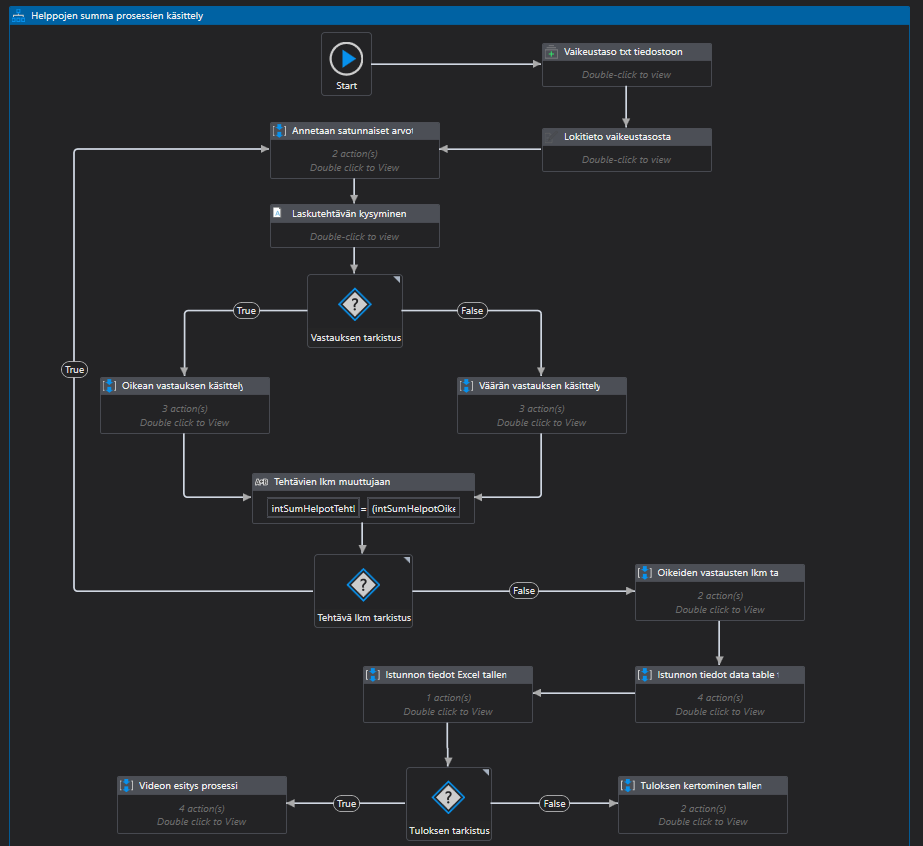 Helppojen summa prosessien käsittely
Start
Vaikeustaso txt tiedostoon
Double-click to view
Lokitieto vaikeustasosta
Double-click to view
Annetaan satunnaiset arvot
2 action(s)
Double click to View
Laskutehtävän kysyminen
Double-click to view
Vastauksen tarkistus
True
False
True
Oikean vastauksen käsittely
3 action(s)
Double click to View
Väärän vastauksen käsittely
3 action(s)
Double click to View
Tehtävien lkm muuttujaan
intSumHelpotTehtl = (intSumHelpotOike
Tehtävä lkm tarkistus
False
Oikeiden vastausten lkm ta
2 action(s)
Double click to View
Istunnon tiedot data table t
4 action(s)
Double click to View
Istunnon tiedot Excel tallen
1 action(s)
Double click to View
Tuloksen tarkistus
True
False
Videon esitys prosessi
4 action(s)
Double click to View
Tuloksen kertominen tallen
2 action(s)
Double click to View